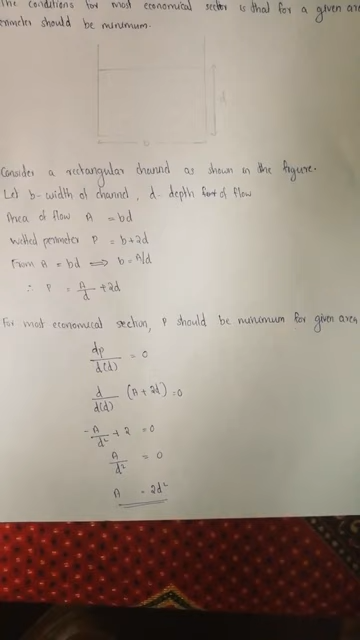 The conditions for most economical section is that for a given are
perimeter should be minimum.
d
b
Consider a rectangular channel as shown in the figure.
Let b- width of channel, d- depth of flow
Area of flow A = bd
Wetted perimeter P = b+2d
From A = bd ⟹ b = A/d
∴ P = A/d +2d
For most economical section, P should be minimum for given area
dp/d(d) = 0
d/d(d) (A + 2d) =0
-A/d² + 2 = 0
A/d² = 0
A = 2d²